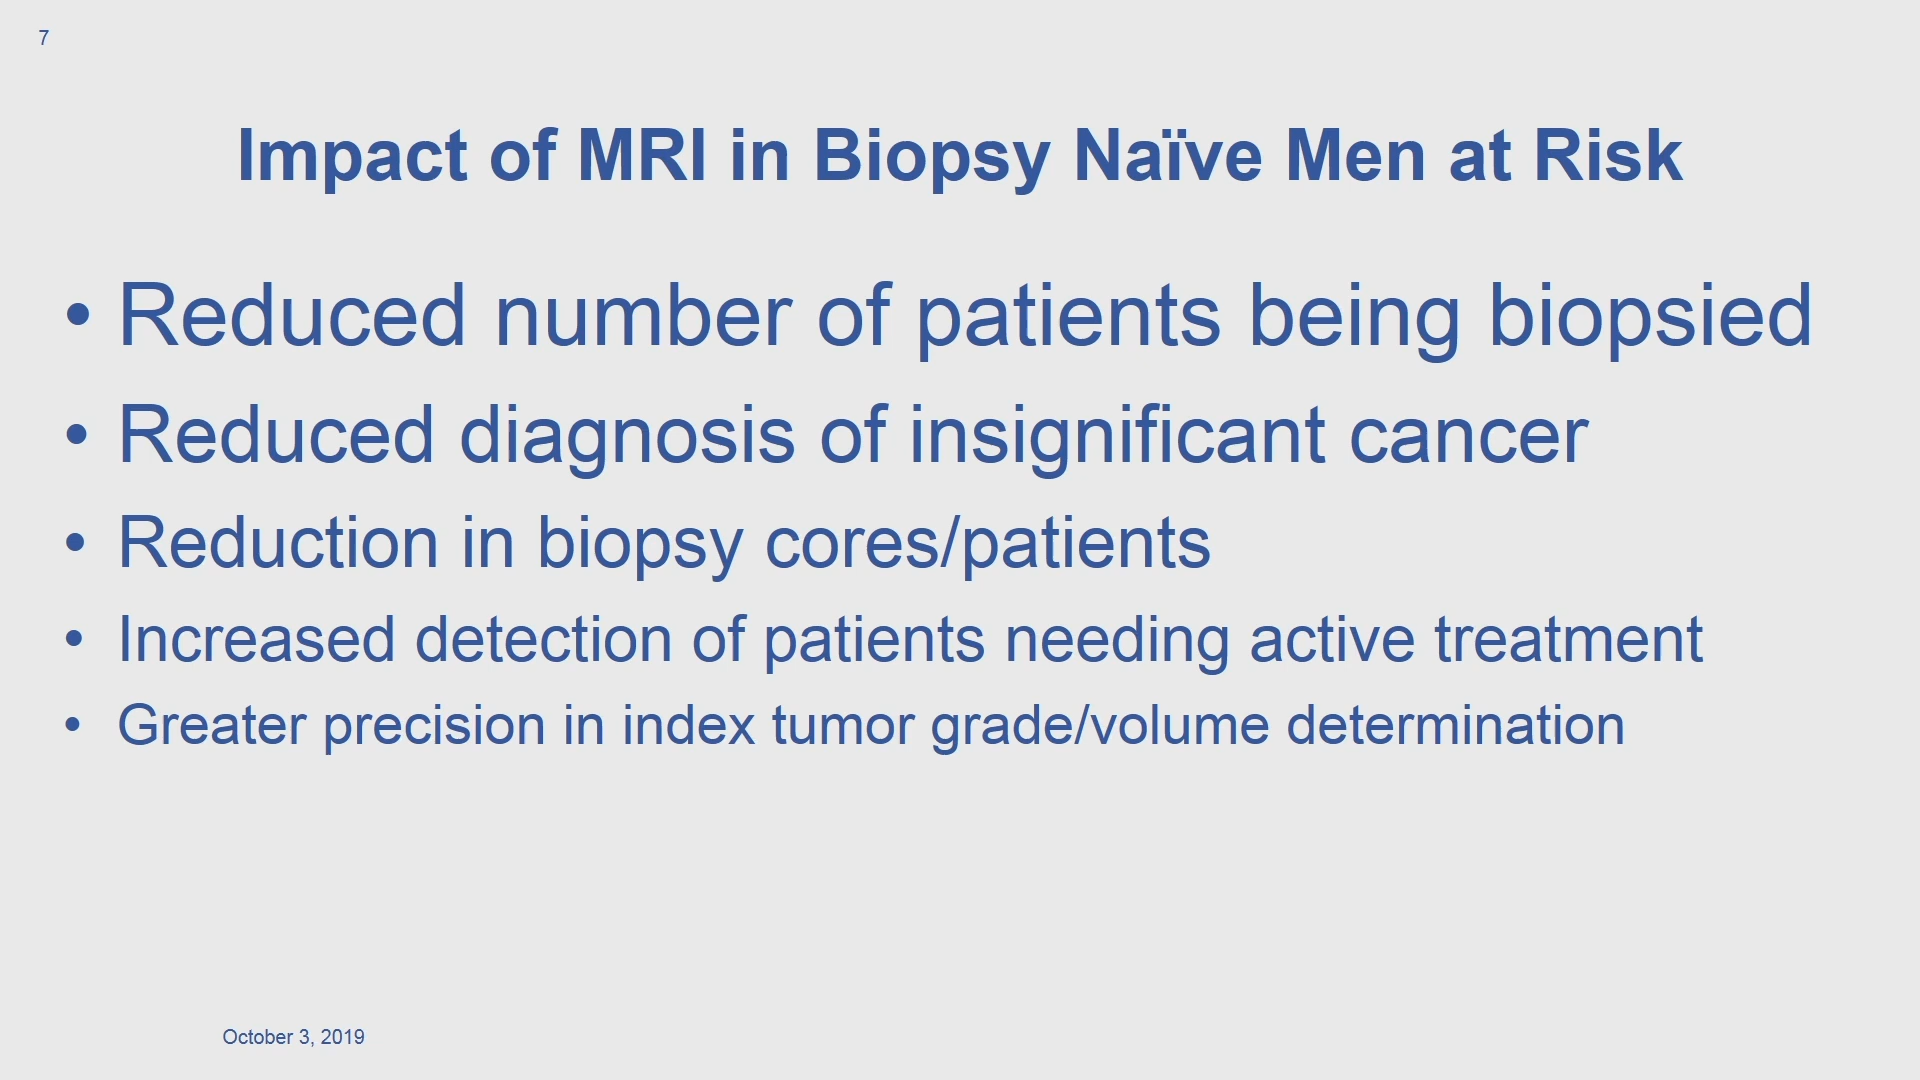 7
Impact of MRI in Biopsy Naïve Men at Risk
• Reduced number of patients being biopsied
• Reduced diagnosis of insignificant cancer
• Reduction in biopsy cores/patients
• Increased detection of patients needing active treatment
• Greater precision in index tumor grade/volume determination
October 3, 2019